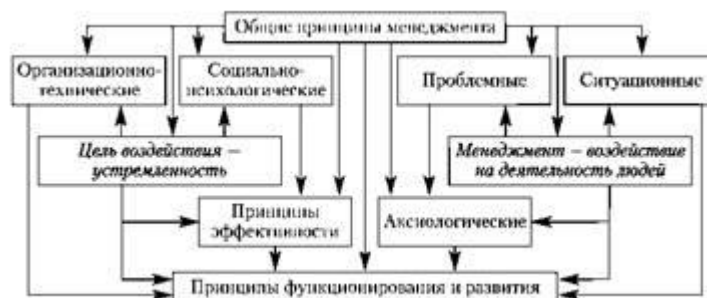 Общие принципы менеджмента
Организационно-
технические
Социально-
психологические
Проблемные
Ситуационные
Цель воздействия –
устремленность
Менеджмент – воздействие
на деятельность людей
Принципы
эффективности
Аксиологические
Принципы функционирования и развития